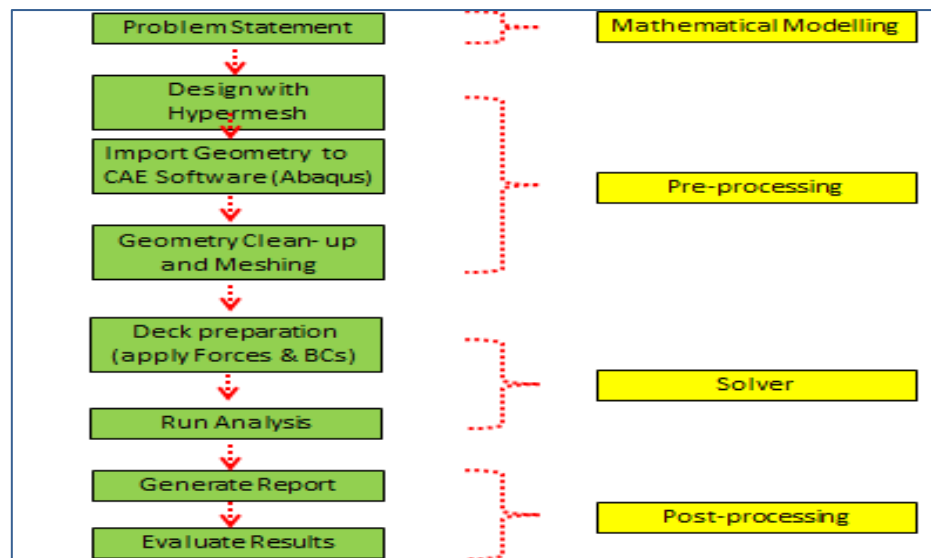 Problem Statement
Mathematical Modelling
Design with
Hypermesh
Import Geometry to
CAE Software (Abaqus)
Pre-processing
Geometry Clean- up
and Meshing
Deck preparation
(apply Forces & BCs)
Solver
Run Analysis
Generate Report
Post-processing
Evaluate Results